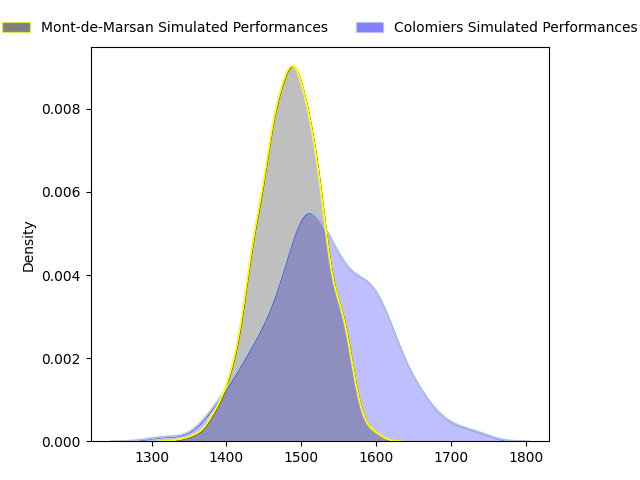 Mont-de-Marsan Simulated Performances Colomiers Simulated Performances
Density
0.008
0.006
0.004
0.002
0.000
1300 1400 1500 1600 1700 1800